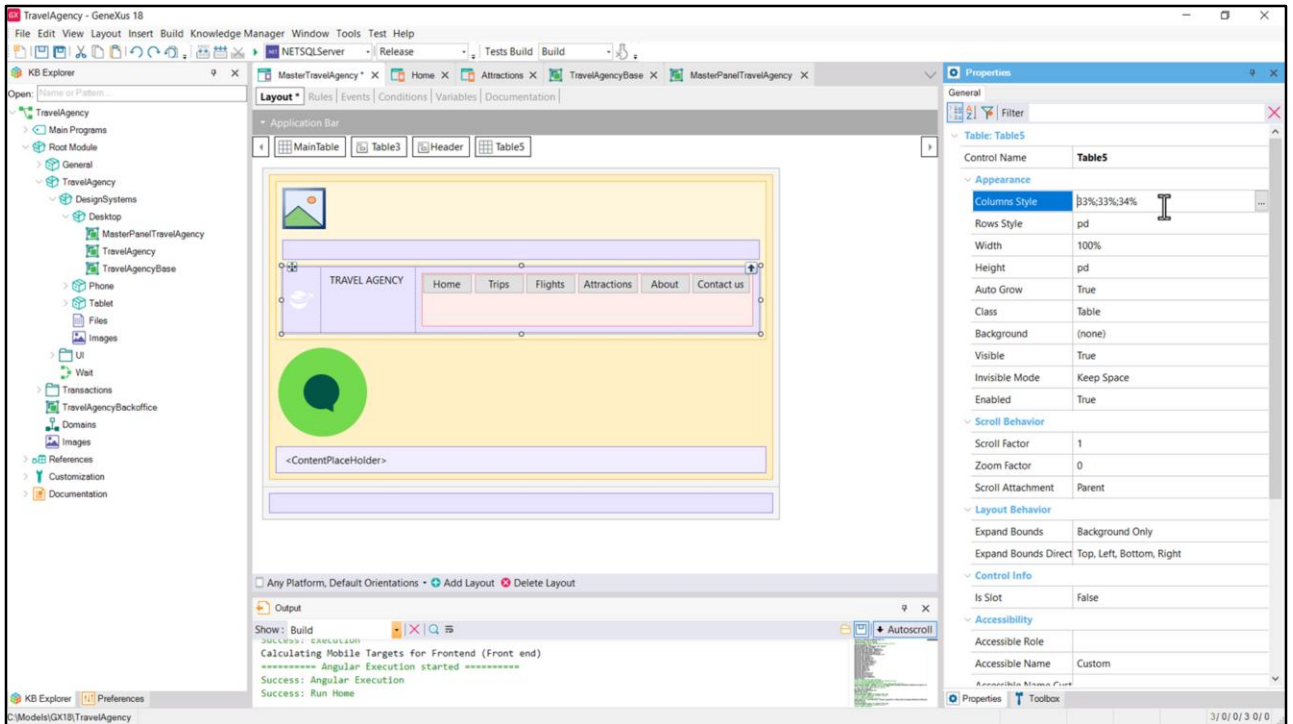 TravelAgency - GeneXus 18
File Edit View Layout Insert Build Knowledge Manager Window Tools Test Help
NETSQLServer Release Tests Build Build
KB Explorer
Open: Name or Pattern...
TravelAgency
Main Programs
Root Module
General
TravelAgency
DesignSystems
Desktop
MasterPanelTravelAgency
TravelAgency
TravelAgencyBase
Phone
Tablet
Files
Images
UI
Wait
Transactions
TravelAgencyBackoffice
Domains
Images
References
Customization
Documentation
KB Explorer Preferences
MasterTravelAgency * X Home X Attractions X TravelAgencyBase X MasterPanelTravelAgency X
Layout * Rules Events Conditions Variables Documentation
Application Bar
MainTable Table3 Header Table5
TRAVEL AGENCY Home Trips Flights Attractions About Contact us
<ContentPlaceHolder>
Any Platform, Default Orientations Add Layout Delete Layout
Output
Show: Build Autoscroll
Success: Execution
Calculating Mobile Targets for Frontend (Front end)
========== Angular Execution started ==========
Success: Angular Execution
Success: Run Home
Properties
General
Filter
Table: Table5
Control Name Table5
Appearance
Columns Style 33%;33%;34%
Rows Style pd
Width 100%
Height pd
Auto Grow True
Class Table
Background (none)
Visible True
Invisible Mode Keep Space
Enabled True
Scroll Behavior
Scroll Factor 1
Zoom Factor 0
Scroll Attachment Parent
Layout Behavior
Expand Bounds Background Only
Expand Bounds Direct Top, Left, Bottom, Right
Control Info
Is Slot False
Accessibility
Accessible Role
Accessible Name Custom
Accessible Name Cust
Properties Toolbox
C:\Models\GX18\TravelAgency
3/0/0/3 0/0